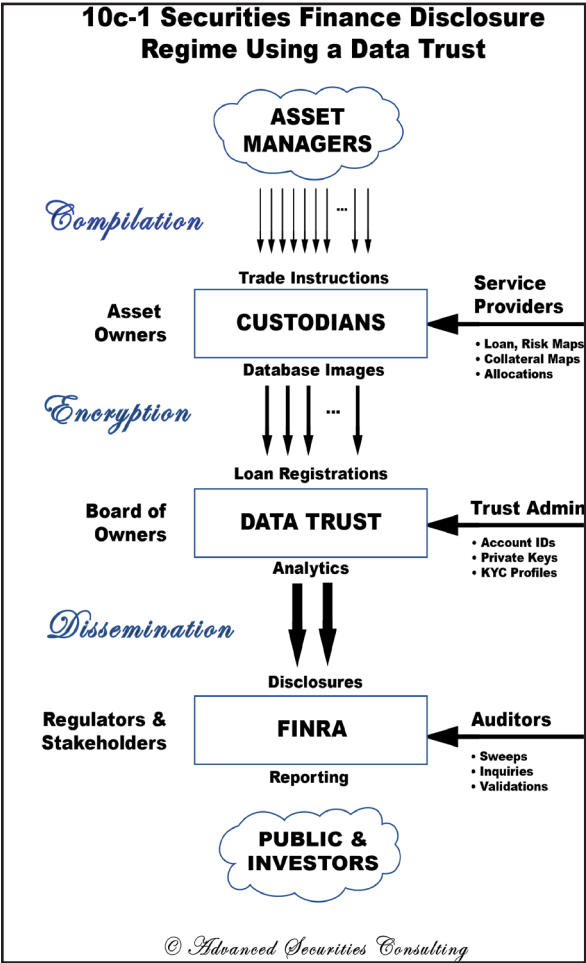 10c-1 Securities Finance Disclosure
Regime Using a Data Trust
ASSET
MANAGERS
...
Compilation
Trade Instructions
Asset
Owners
CUSTODIANS
Service
Providers
• Loan, Risk Maps
• Collateral Maps
• Allocations
Database Images
Encryption
...
Loan Registrations
Board of
Owners
DATA TRUST
Trust Admin
• Account IDs
• Private Keys
• KYC Profiles
Analytics
Dissemination
Disclosures
Regulators &
Stakeholders
FINRA
Auditors
• Sweeps
• Inquiries
• Validations
Reporting
PUBLIC &
INVESTORS
© Advanced Securities Consulting